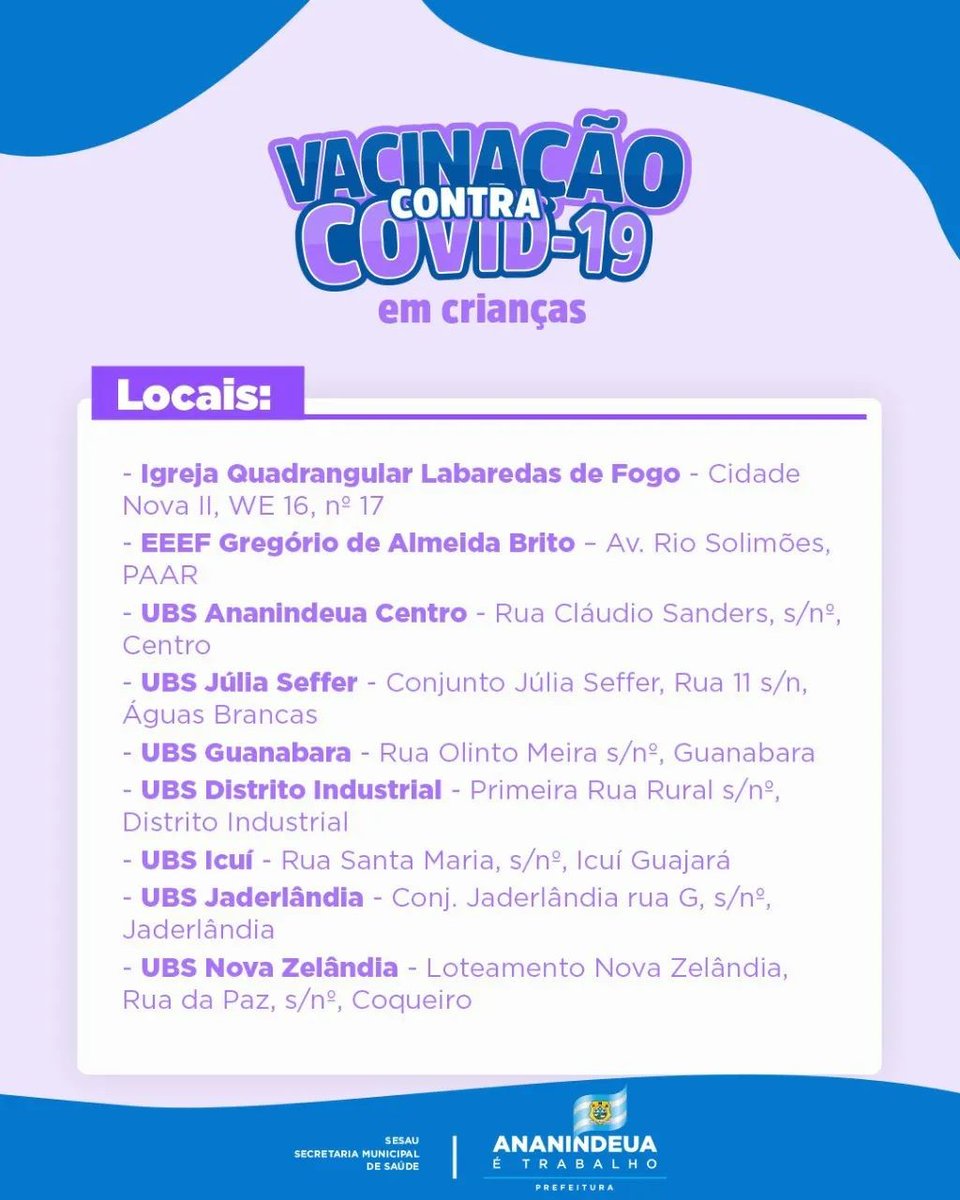 VACINAÇÃO
CONTRA
COVID-19
em crianças
Locais:
- Igreja Quadrangular Labaredas de Fogo - Cidade
Nova II, WE 16, nº 17
- EEEF Gregório de Almeida Brito – Av. Rio Solimões,
PAAR
- UBS Ananindeua Centro - Rua Cláudio Sanders, s/nº,
Centro
- UBS Júlia Seffer - Conjunto Júlia Seffer, Rua 11 s/n,
Águas Brancas
- UBS Guanabara - Rua Olinto Meira s/nº, Guanabara
- UBS Distrito Industrial - Primeira Rua Rural s/nº,
Distrito Industrial
- UBS Icuí - Rua Santa Maria, s/nº, Icuí Guajará
- UBS Jaderlândia - Conj. Jaderlândia rua G, s/nº,
Jaderlândia
- UBS Nova Zelândia - Loteamento Nova Zelândia,
Rua da Paz, s/nº, Coqueiro
SESAU
SECRETARIA MUNICIPAL
DE SAÚDE
ANANINDEUA
É TRABALHO
PREFEITURA